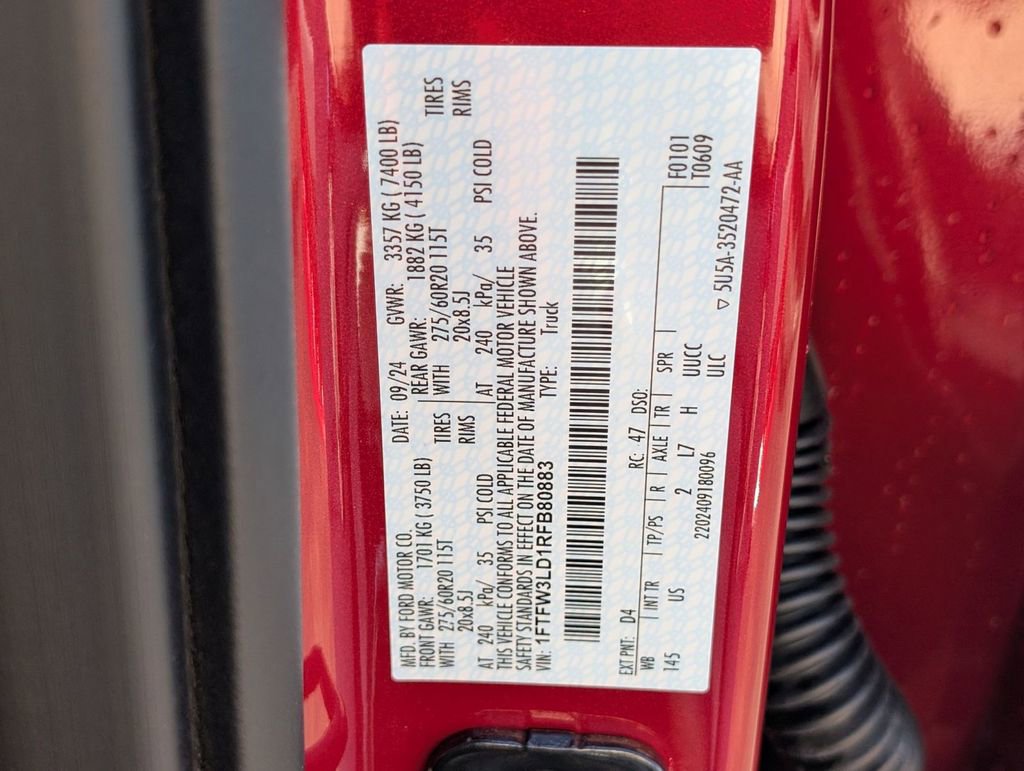 MFD. BY FORD MOTOR CO.
DATE: 09/24 GVWR: 3357 KG ( 7400 LB)
FRONT GAWR: 1701 KG ( 3750 LB)
REAR GAWR: 1882 KG ( 4150 LB)
WITH 275/60R20 115T TIRES
WITH 275/60R20 115T TIRES
20x8.5J RIMS
20x8.5J RIMS
AT 240 kPa/ 35 PSI COLD
AT 240 kPa/ 35 PSI COLD
THIS VEHICLE CONFORMS TO ALL APPLICABLE FEDERAL MOTOR VEHICLE
SAFETY STANDARDS IN EFFECT ON THE DATE OF MANUFACTURE SHOWN ABOVE.
VIN: 1FTFW3LD1RFB80883 TYPE: Truck
EXT PNT: D4 RC: 47 DSO:
WB INT TR TP/PS R AXLE TR SPR F0101
145 US 2 L7 H UUCC T0609
2202409180096 ULC
▽ 5U5A-3520472-AA